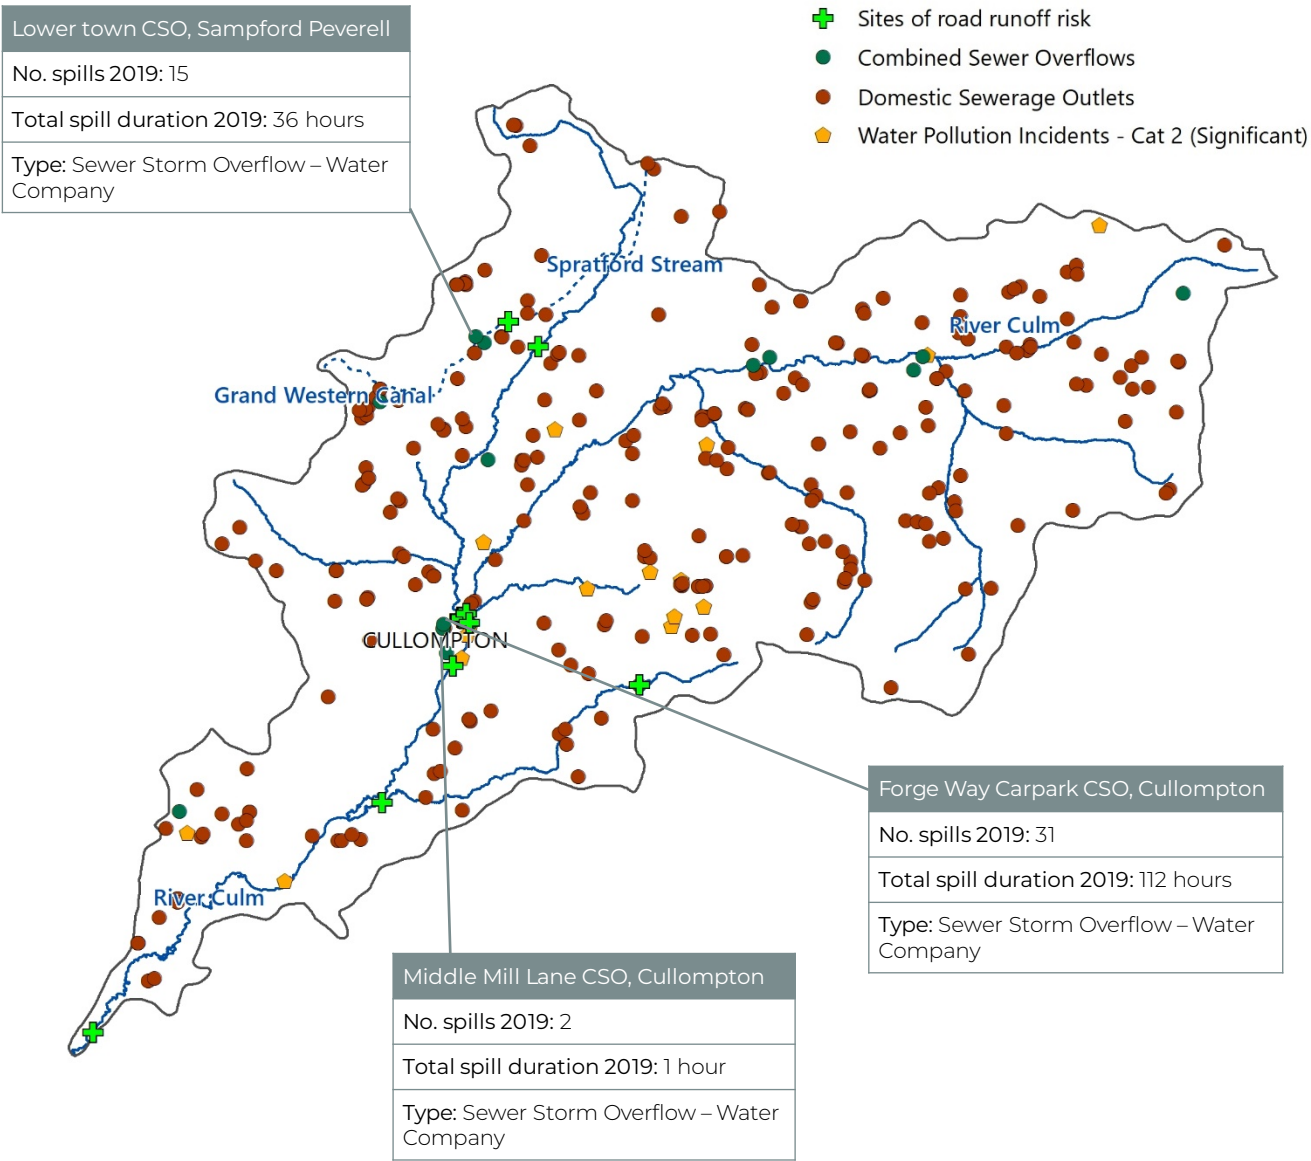 Lower town CSO, Sampford Peverell
No. spills 2019: 15
Total spill duration 2019: 36 hours
Type: Sewer Storm Overflow – Water
Company
Sites of road runoff risk
Combined Sewer Overflows
Domestic Sewerage Outlets
Water Pollution Incidents - Cat 2 (Significant)
Spratford Stream
River Culm
Grand Western Canal
CULLOMPTON
River Culm
Forge Way Carpark CSO, Cullompton
No. spills 2019: 31
Total spill duration 2019: 112 hours
Type: Sewer Storm Overflow – Water
Company
Middle Mill Lane CSO, Cullompton
No. spills 2019: 2
Total spill duration 2019: 1 hour
Type: Sewer Storm Overflow – Water
Company